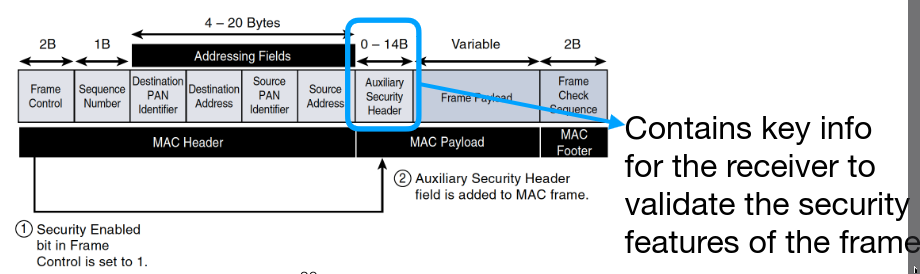 4 – 20 Bytes
2B 1B 0 – 14B Variable 2B
Addressing Fields
Frame Control
Sequence Number
Destination PAN Identifier
Destination Address
Source PAN Identifier
Source Address
Auxiliary Security Header
Frame Payload
Frame Check Sequence
MAC Header
MAC Payload
MAC Footer
Contains key info
for the receiver to
validate the security
features of the frame
2 Auxiliary Security Header
field is added to MAC frame.
1 Security Enabled
bit in Frame
Control is set to 1.